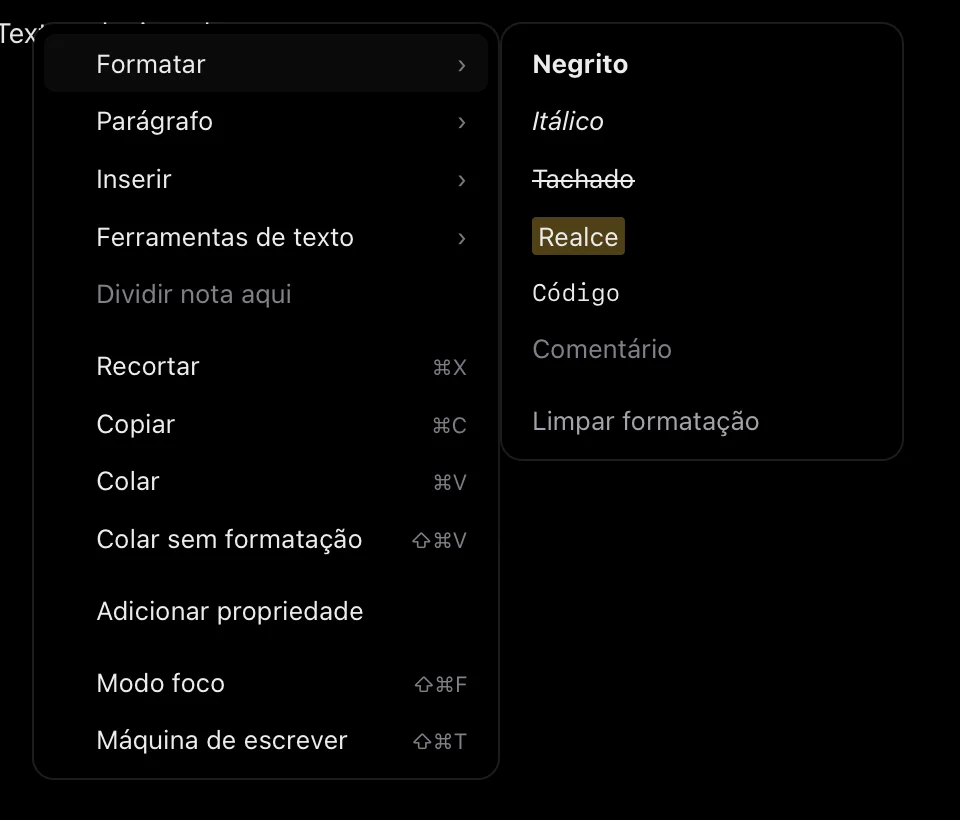 Formatar
Parágrafo
Inserir
Ferramentas de texto
Dividir nota aqui
Recortar ⌘X
Copiar ⌘C
Colar ⌘V
Colar sem formatação ⇧⌘V
Adicionar propriedade
Modo foco ⇧⌘F
Máquina de escrever ⇧⌘T
Negrito
Itálico
Tachado
Realce
Código
Comentário
Limpar formatação